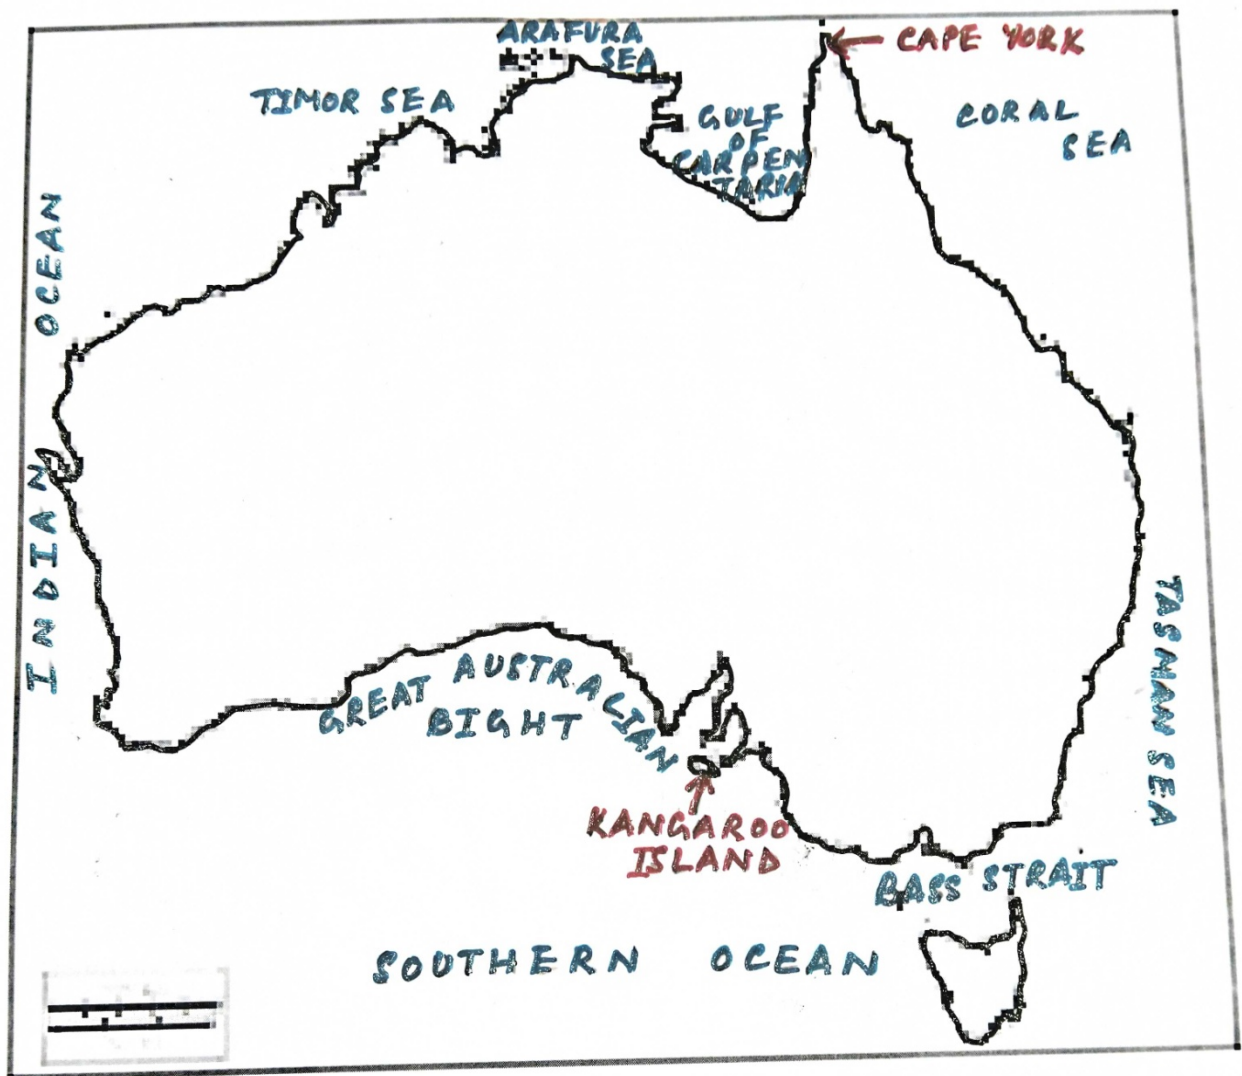 ARAFURA
SEA
CAPE YORK
TIMOR SEA
GULF
OF
CARPEN
TARIA
CORAL
SEA
INDIAN OCEAN
GREAT AUSTRALIAN
BIGHT
TASMAN SEA
KANGAROO
ISLAND
BASS STRAIT
SOUTHERN OCEAN